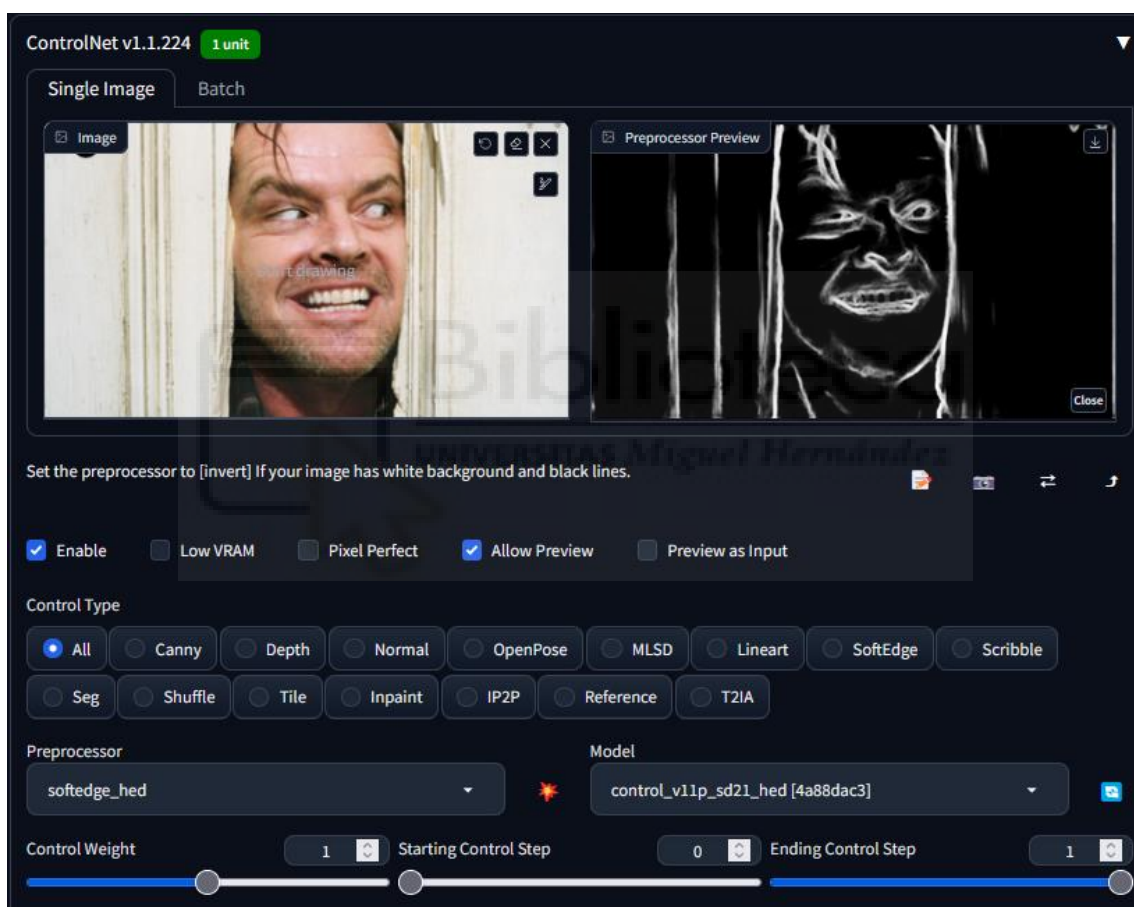 ControlNet v1.1.224 1 unit
Single Image Batch
Image
Preprocessor Preview
Start drawing
Close
Biblioteca
UNIVERSITAS Miguel Hernández
Set the preprocessor to [invert] If your image has white background and black lines.
Enable Low VRAM Pixel Perfect Allow Preview Preview as Input
Control Type
All Canny Depth Normal OpenPose MLSD Lineart SoftEdge Scribble
Seg Shuffle Tile Inpaint IP2P Reference T2IA
Preprocessor Model
softedge_hed control_v11p_sd21_hed [4a88dac3]
Control Weight 1 Starting Control Step 0 Ending Control Step 1